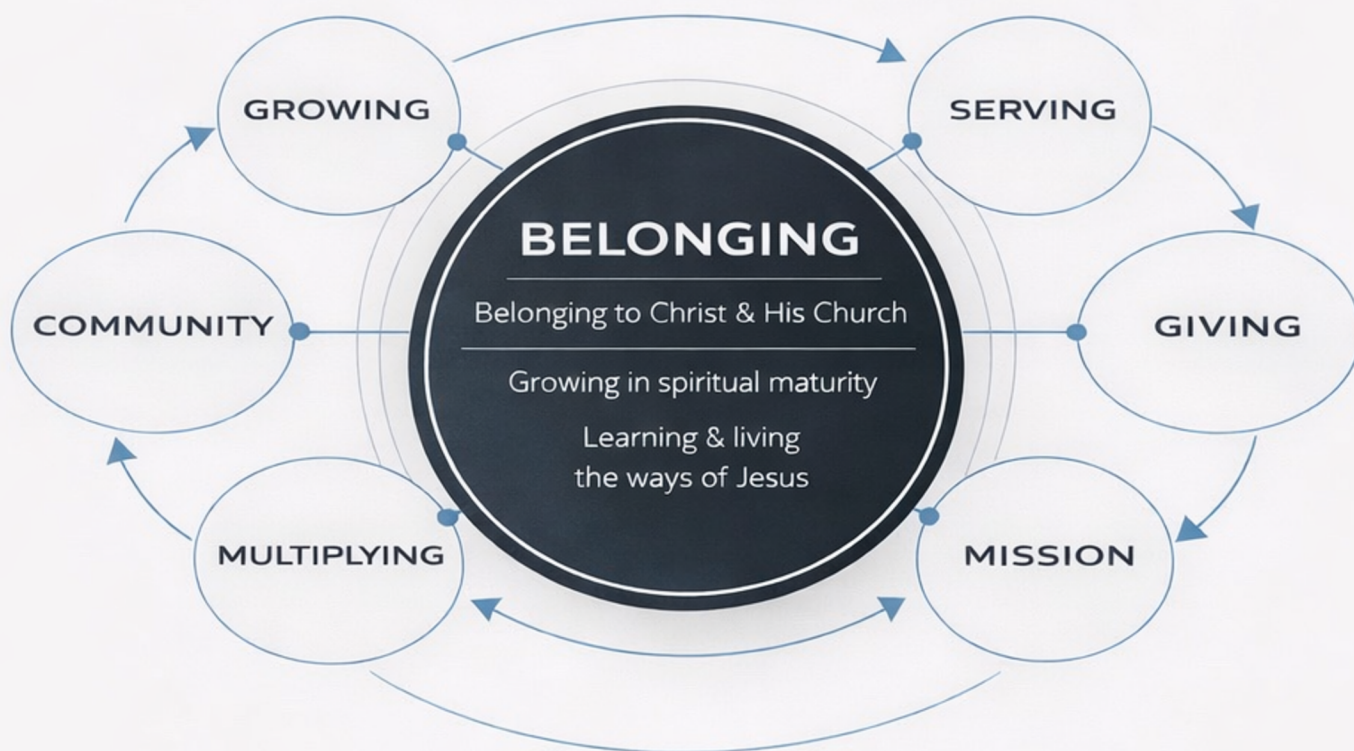 GROWING
SERVING
BELONGING
Belonging to Christ & His Church
COMMUNITY
GIVING
Growing in spiritual maturity
Learning & living
the ways of Jesus
MULTIPLYING
MISSION